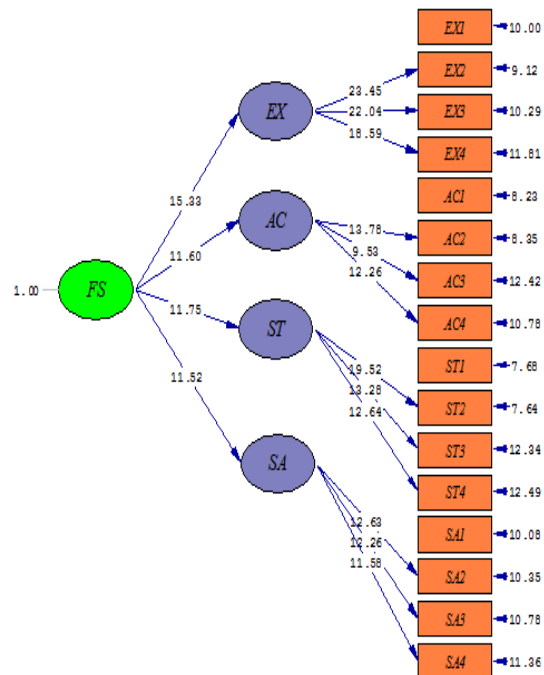 EX1
10.00
EX2
9.12
EX3
10.29
EX4
11.81
AC1
8.23
AC2
8.35
AC3
12.42
AC4
10.78
ST1
7.68
ST2
7.64
ST3
12.34
ST4
12.49
SA1
10.08
SA2
10.35
SA3
10.78
SA4
11.36
23.45
22.04
18.59
EX
15.33
13.78
9.53
12.26
AC
11.60
1.00
FS
11.75
ST
19.52
13.28
12.64
11.52
SA
12.63
12.26
11.58